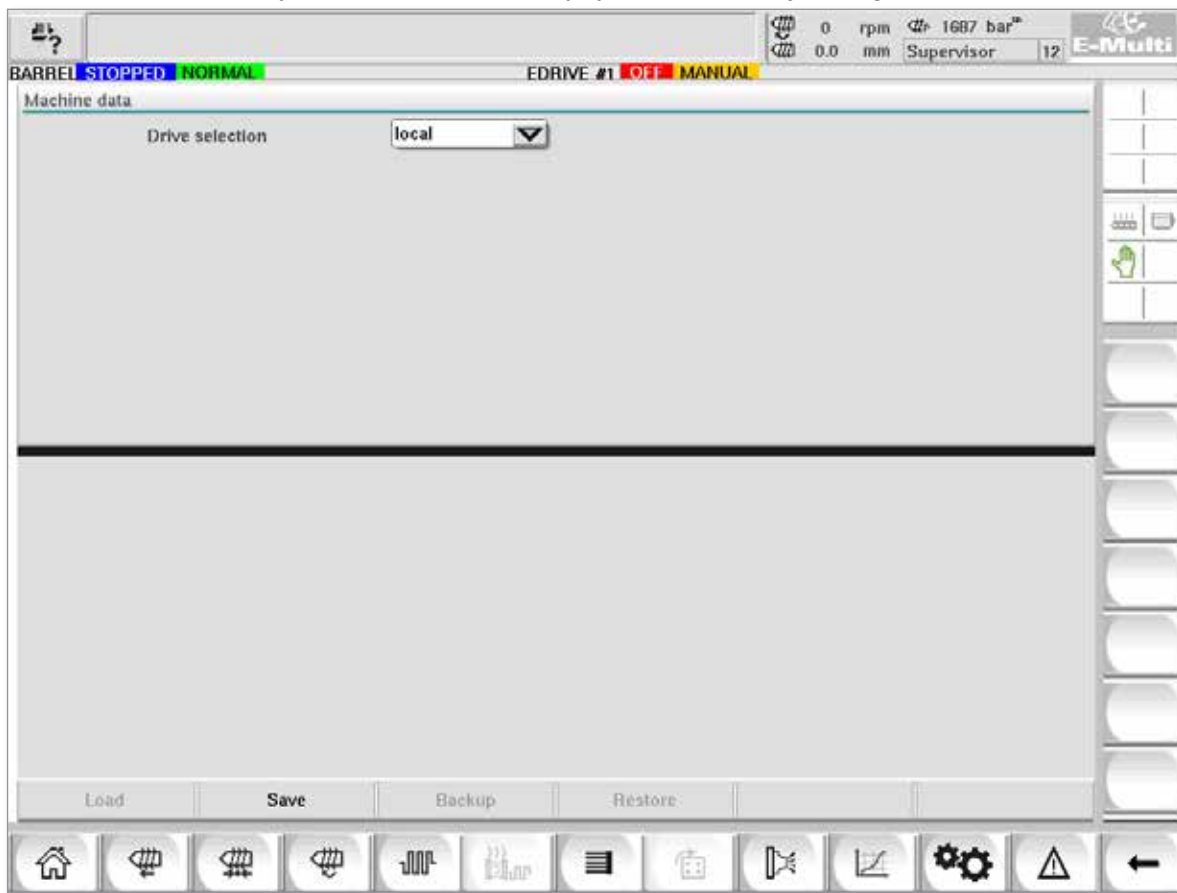 ?
0 rpm 1687 bar
0.0 mm Supervisor 12
E-Multi
BARREL STOPPED NORMAL EDRIVE #1 OFF MANUAL
Machine data
Drive selection local
Load Save Backup Restore